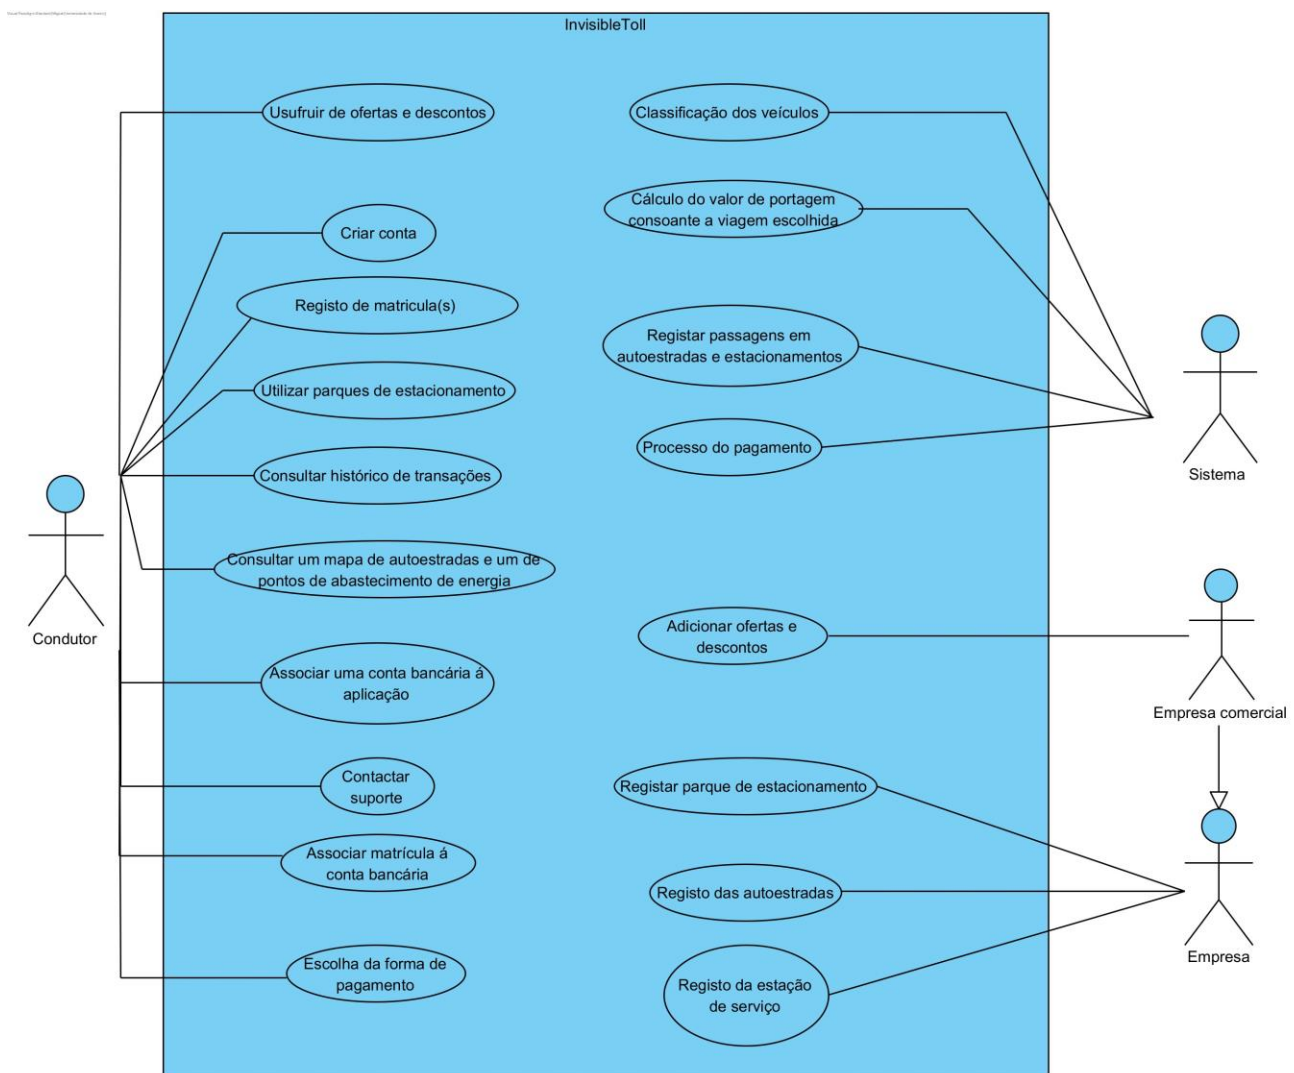 InvisibleToll
Usufruir de ofertas e descontos
Criar conta
Registo de matricula(s)
Utilizar parques de estacionamento
Consultar histórico de transações
Consultar um mapa de autoestradas e um de
pontos de abastecimento de energia
Associar uma conta bancária á
aplicação
Contactar
suporte
Associar matrícula á
conta bancária
Escolha da forma de
pagamento
Classificação dos veículos
Cálculo do valor de portagem
consoante a viagem escolhida
Registar passagens em
autoestradas e estacionamentos
Processo do pagamento
Adicionar ofertas e
descontos
Registar parque de estacionamento
Registo das autoestradas
Registo da estação
de serviço
Condutor
Sistema
Empresa comercial
Empresa